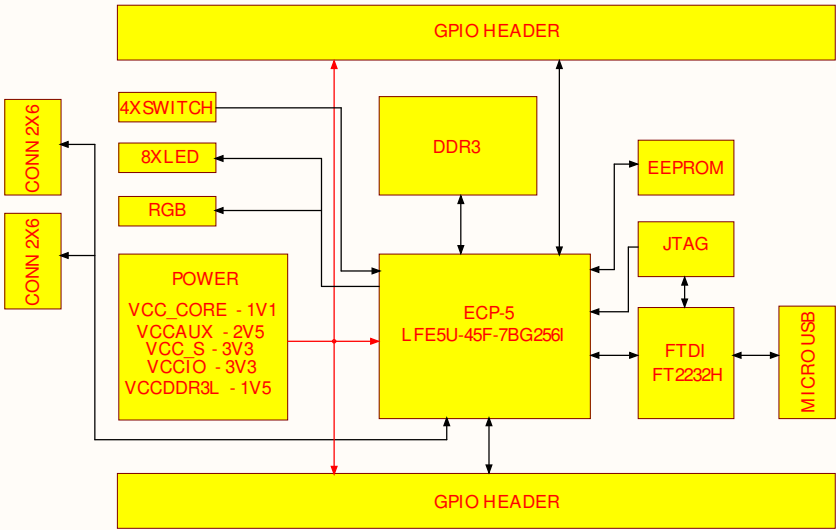 GPIO HEADER
CONN 2X6
4XSWITCH
DDR3
8XLED
EEPROM
RGB
CONN 2X6
JTAG
POWER
VCC_CORE - 1V1
VCCAUX - 2V5
VCC_S - 3V3
VCCIO - 3V3
VCCDDR3L - 1V5
ECP-5
LFE5U-45F-7BG256I
FTDI
FT2232H
MICRO USB
GPIO HEADER